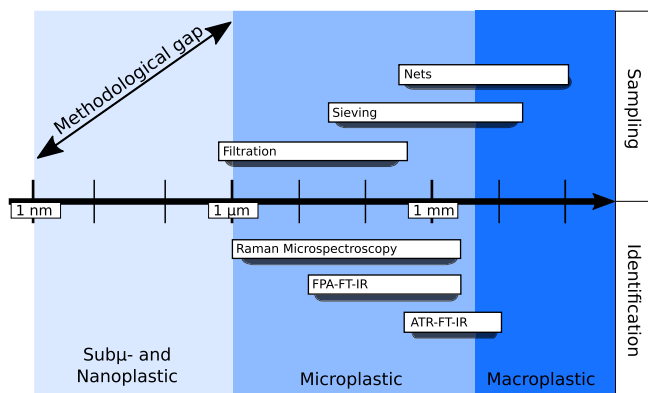 Methodological gap
Nets
Sieving
Filtration
Sampling
1 nm
1 µm
1 mm
Raman Microspectroscopy
FPA-FT-IR
ATR-FT-IR
Identification
Subµ- and
Nanoplastic
Microplastic
Macroplastic